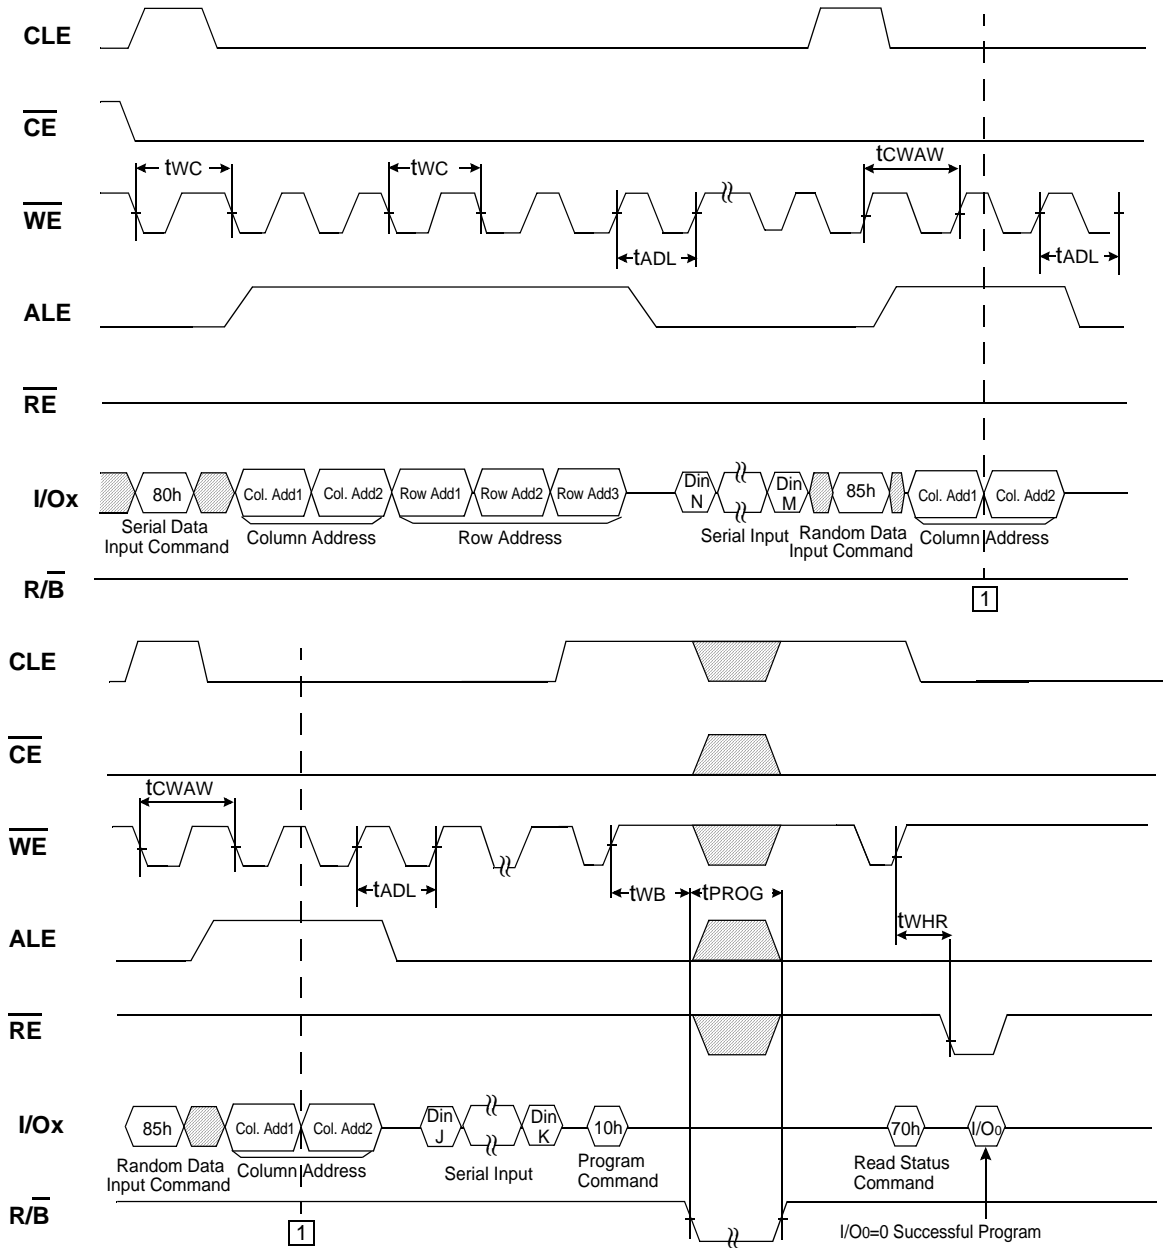 CLE
CE
tWC
tWC
tCWAW
WE
tADL
tADL
ALE
RE
I/Ox
80h
Col. Add1
Col. Add2
Row Add1
Row Add2
Row Add3
Din
N
Din
M
85h
Col. Add1
Col. Add2
Serial Data
Input Command
Column Address
Row Address
Serial Input
Random Data
Input Command
Column Address
R/B
1
CLE
CE
tCWAW
WE
tADL
tWB
tPROG
tWHR
ALE
RE
I/Ox
85h
Col. Add1
Col. Add2
Din
J
Din
K
10h
70h
I/O0
Random Data
Input Command
Column Address
Serial Input
Program
Command
Read Status
Command
R/B
1
I/O0=0 Successful Program